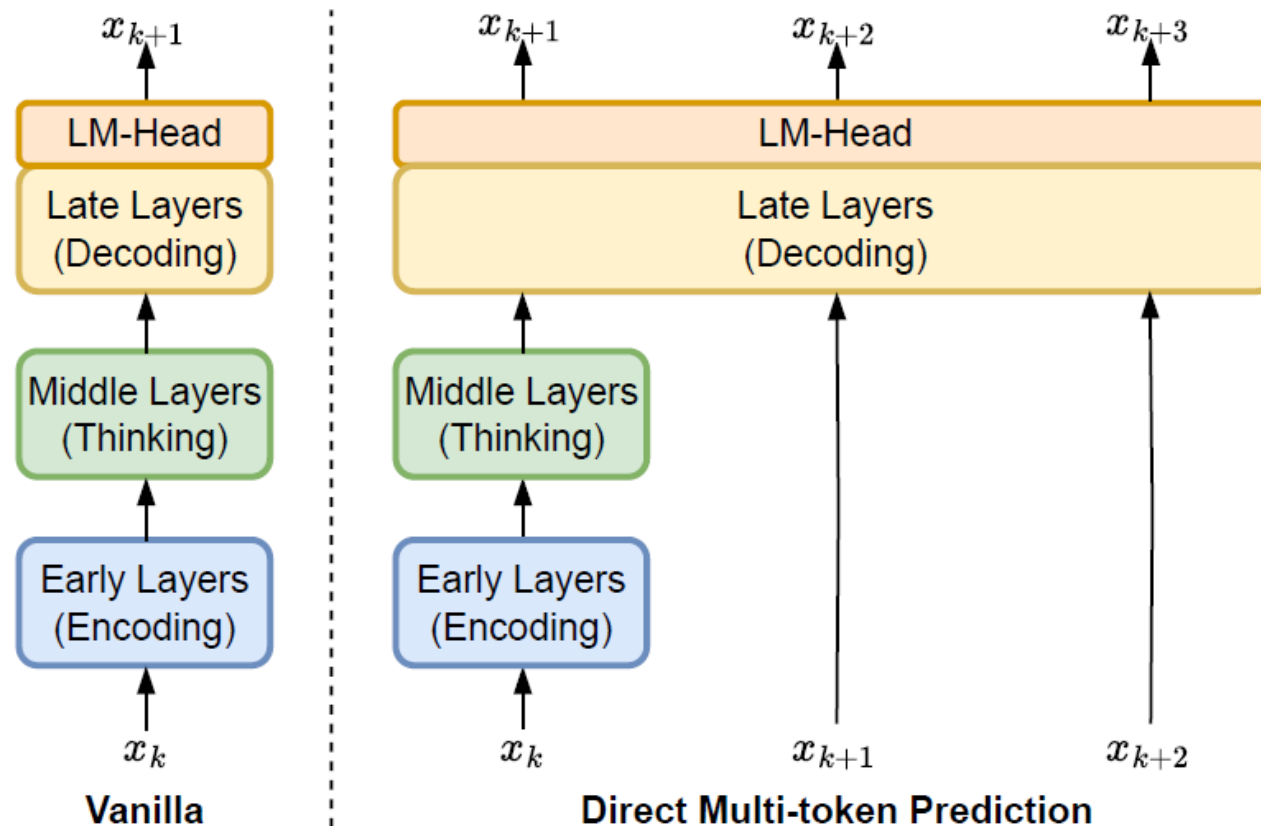 x_{k+1}
LM-Head
Late Layers
(Decoding)
Middle Layers
(Thinking)
Early Layers
(Encoding)
x_k
Vanilla
x_{k+1} x_{k+2} x_{k+3}
LM-Head
Late Layers
(Decoding)
Middle Layers
(Thinking)
Early Layers
(Encoding)
x_k x_{k+1} x_{k+2}
Direct Multi-token Prediction